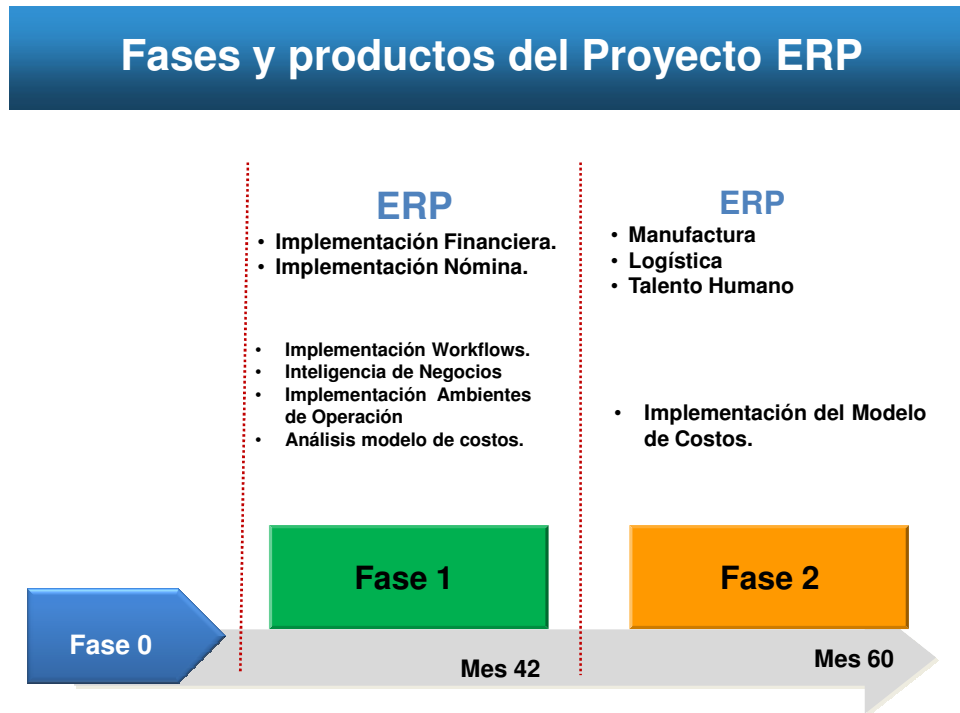 Fases y productos del Proyecto ERP
ERP
• Implementación Financiera.
• Implementación Nómina.
• Implementación Workflows.
• Inteligencia de Negocios
• Implementación Ambientes
de Operación
• Análisis modelo de costos.
ERP
• Manufactura
• Logística
• Talento Humano
• Implementación del Modelo
de Costos.
Fase 0
Fase 1
Fase 2
Mes 42
Mes 60